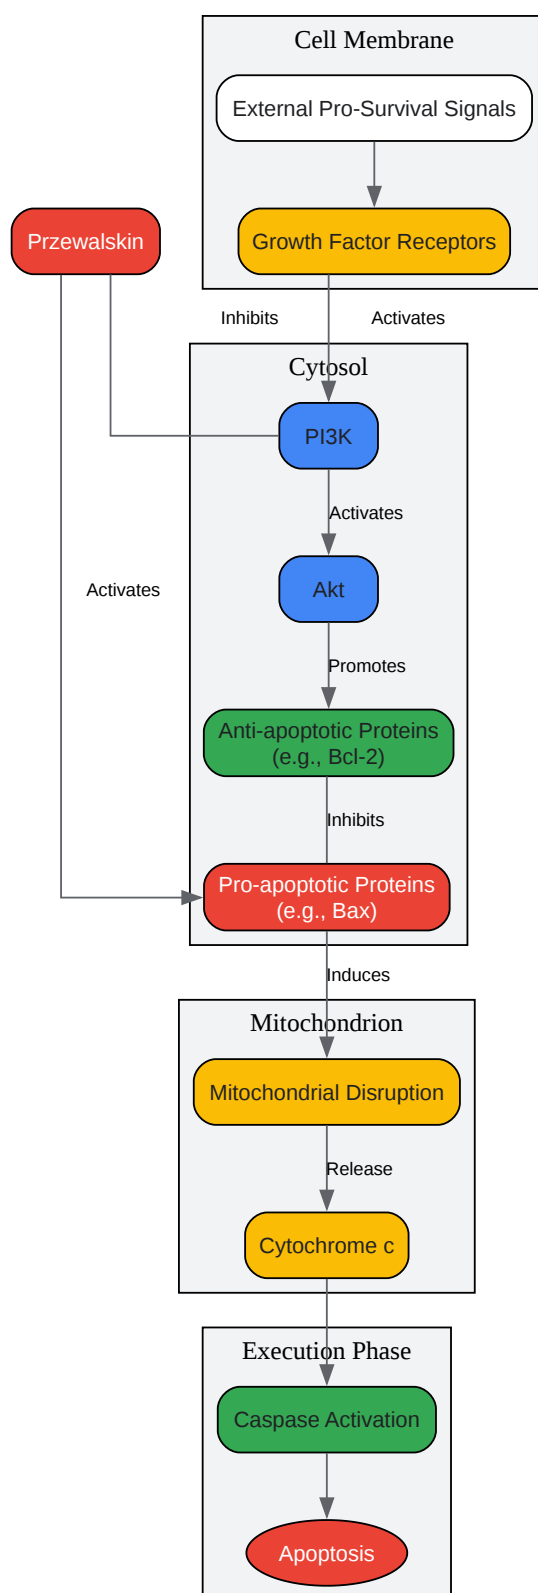 Cell Membrane
External Pro-Survival Signals
Przewalskin
Growth Factor Receptors
Inhibits
Activates
Cytosol
PI3K
Activates
Akt
Activates
Promotes
Anti-apoptotic Proteins
(e.g., Bcl-2)
Inhibits
Pro-apoptotic Proteins
(e.g., Bax)
Induces
Mitochondrion
Mitochondrial Disruption
Release
Cytochrome c
Execution Phase
Caspase Activation
Apoptosis